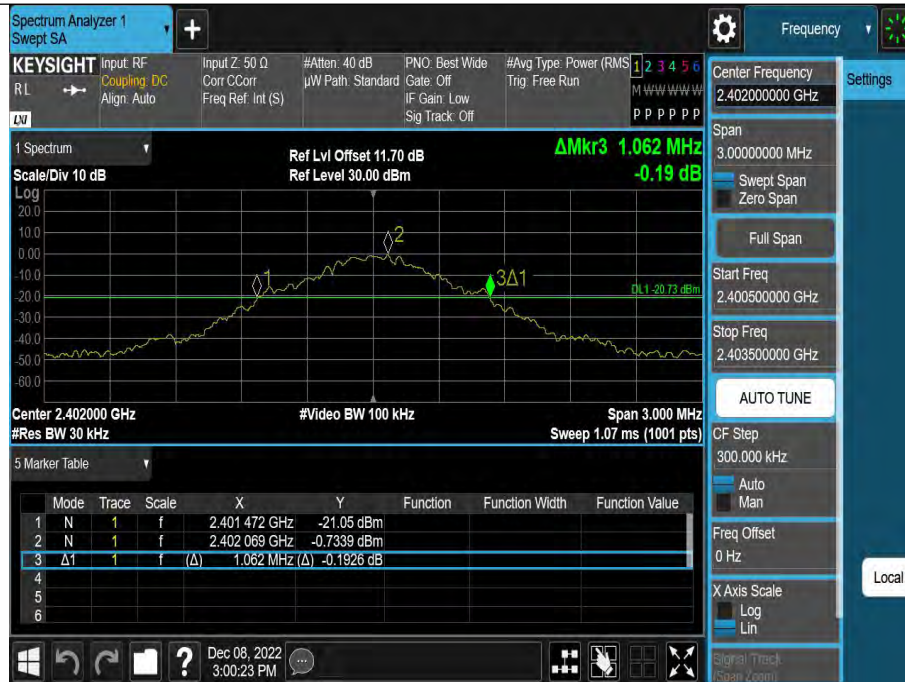 Spectrum Analyzer 1
Swept SA
Frequency
KEYSIGHT
RL
LXI
Input: RF
Coupling: DC
Align: Auto
Input Z: 50 Ω
Corr CCorr
Freq Ref: Int (S)
#Atten: 40 dB
µW Path: Standard
PNO: Best Wide
Gate: Off
IF Gain: Low
Sig Track: Off
#Avg Type: Power (RMS
Trig: Free Run
1 2 3 4 5 6
M W W W W W
P P P P P P
1 Spectrum
Scale/Div 10 dB
Ref Lvl Offset 11.70 dB
Ref Level 30.00 dBm
ΔMkr3 1.062 MHz
-0.19 dB
Log
20.0
10.0
0.00
-10.0
-20.0
-30.0
-40.0
-50.0
-60.0
1
2
3Δ1
DL1 -20.73 dBm
Center 2.402000 GHz
#Video BW 100 kHz
Span 3.000 MHz
#Res BW 30 kHz
Sweep 1.07 ms (1001 pts)
5 Marker Table
Mode Trace Scale X Y Function Function Width Function Value
1 N 1 f 2.401 472 GHz -21.05 dBm
2 N 1 f 2.402 069 GHz -0.7339 dBm
3 Δ1 1 f (Δ) 1.062 MHz (Δ) -0.1926 dB
4
5
6
Dec 08, 2022
3:00:23 PM
Center Frequency
2.402000000 GHz
Settings
Span
3.00000000 MHz
Swept Span
Zero Span
Full Span
Start Freq
2.400500000 GHz
Stop Freq
2.403500000 GHz
AUTO TUNE
CF Step
300.000 kHz
Auto
Man
Freq Offset
0 Hz
Local
X Axis Scale
Log
Lin
Signal Track
(Span Zoom)